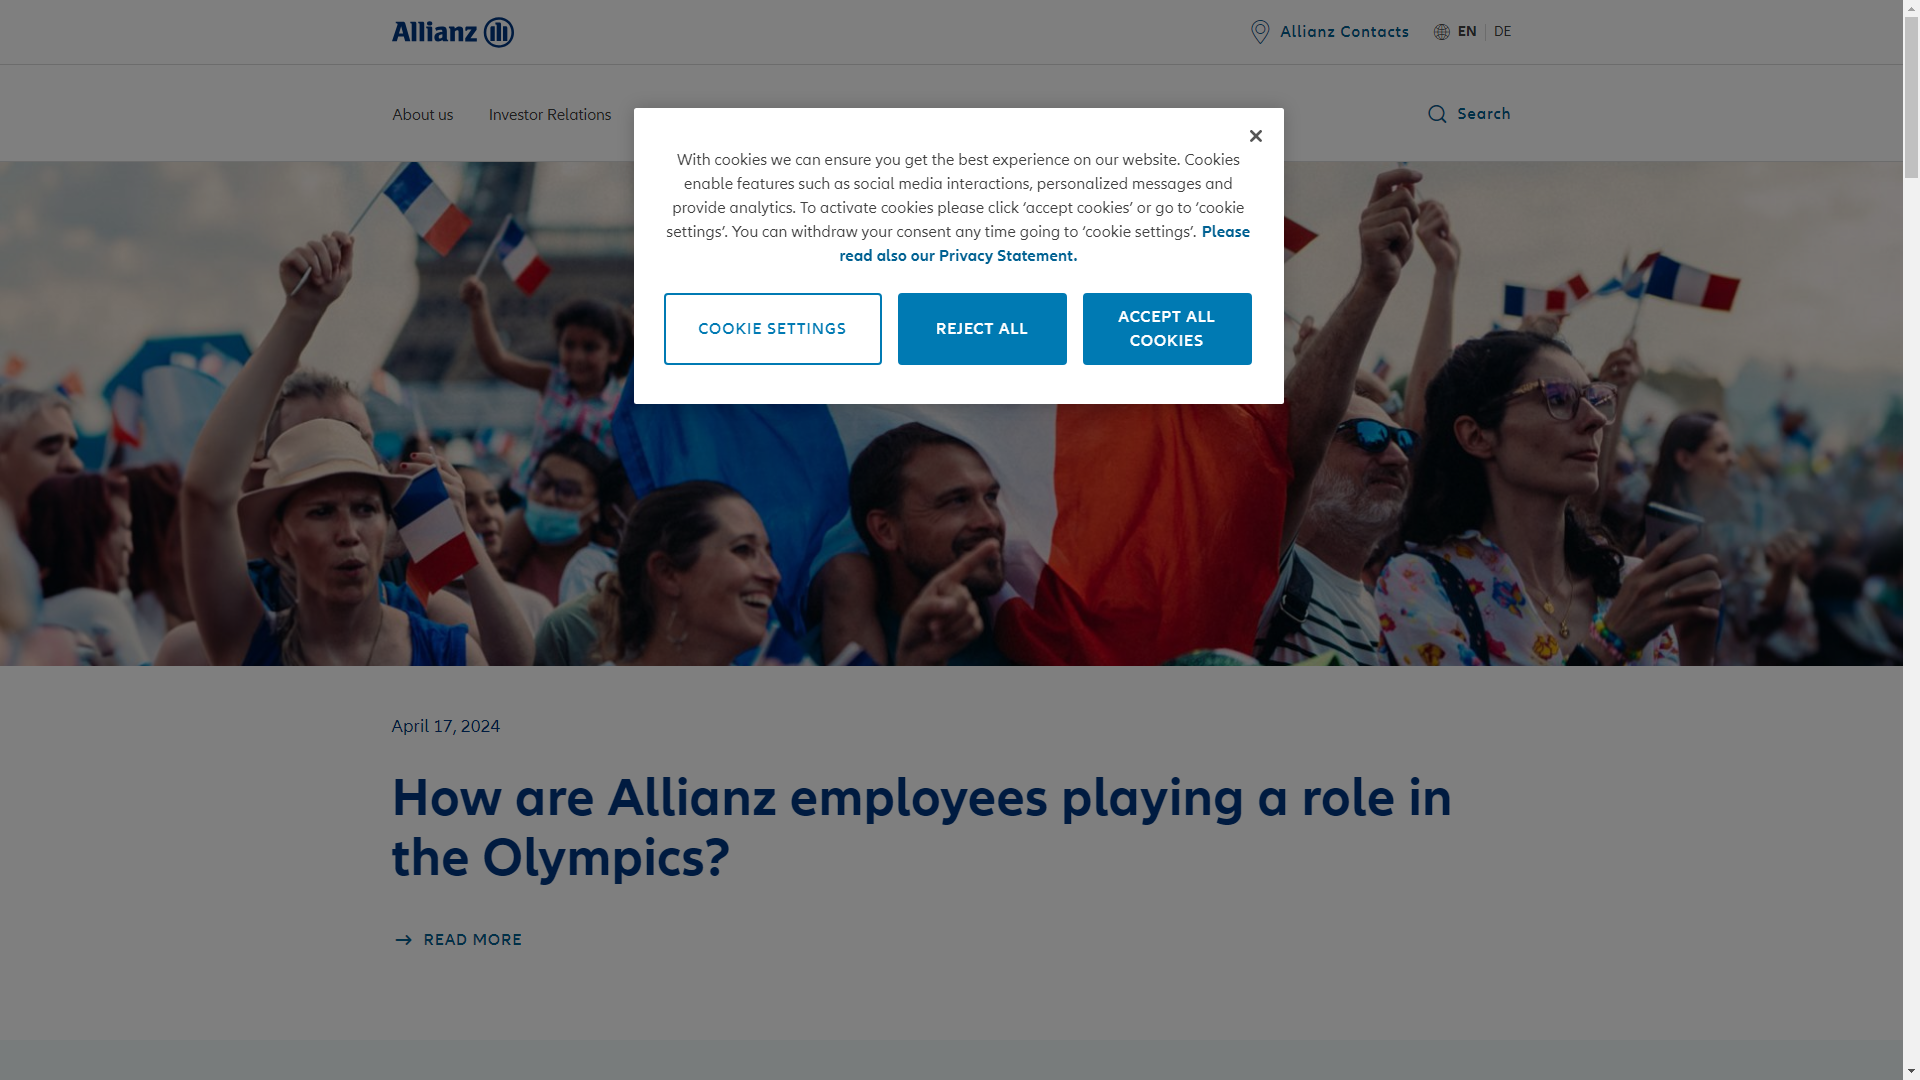 Allianz
Allianz Contacts
EN
DE
About us
Investor Relations
Search
With cookies we can ensure you get the best experience on our website. Cookies
enable features such as social media interactions, personalized messages and
provide analytics. To activate cookies please click ‘accept cookies’ or go to ‘cookie
settings’. You can withdraw your consent any time going to ‘cookie settings’. Please
read also our Privacy Statement.
COOKIE SETTINGS
REJECT ALL
ACCEPT ALL
COOKIES
April 17, 2024
How are Allianz employees playing a role in
the Olympics?
READ MORE